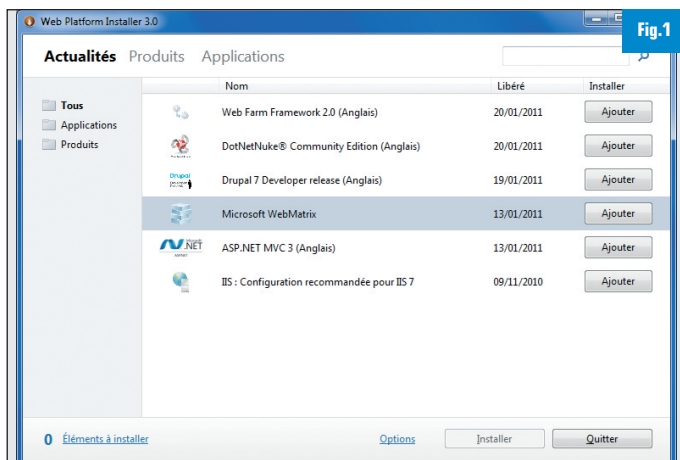 Web Platform Installer 3.0
Fig.1
Actualités Produits Applications
Nom Libéré Installer
Tous
Applications
Produits
Web Farm Framework 2.0 (Anglais) 20/01/2011 Ajouter
DotNetNuke® Community Edition (Anglais) 20/01/2011 Ajouter
Drupal Drupal 7 Developer release (Anglais) 19/01/2011 Ajouter
Microsoft WebMatrix 13/01/2011 Ajouter
.NET ASP.NET MVC 3 (Anglais) 13/01/2011 Ajouter
IIS : Configuration recommandée pour IIS 7 09/11/2010 Ajouter
0 Éléments à installer Options Installer Quitter